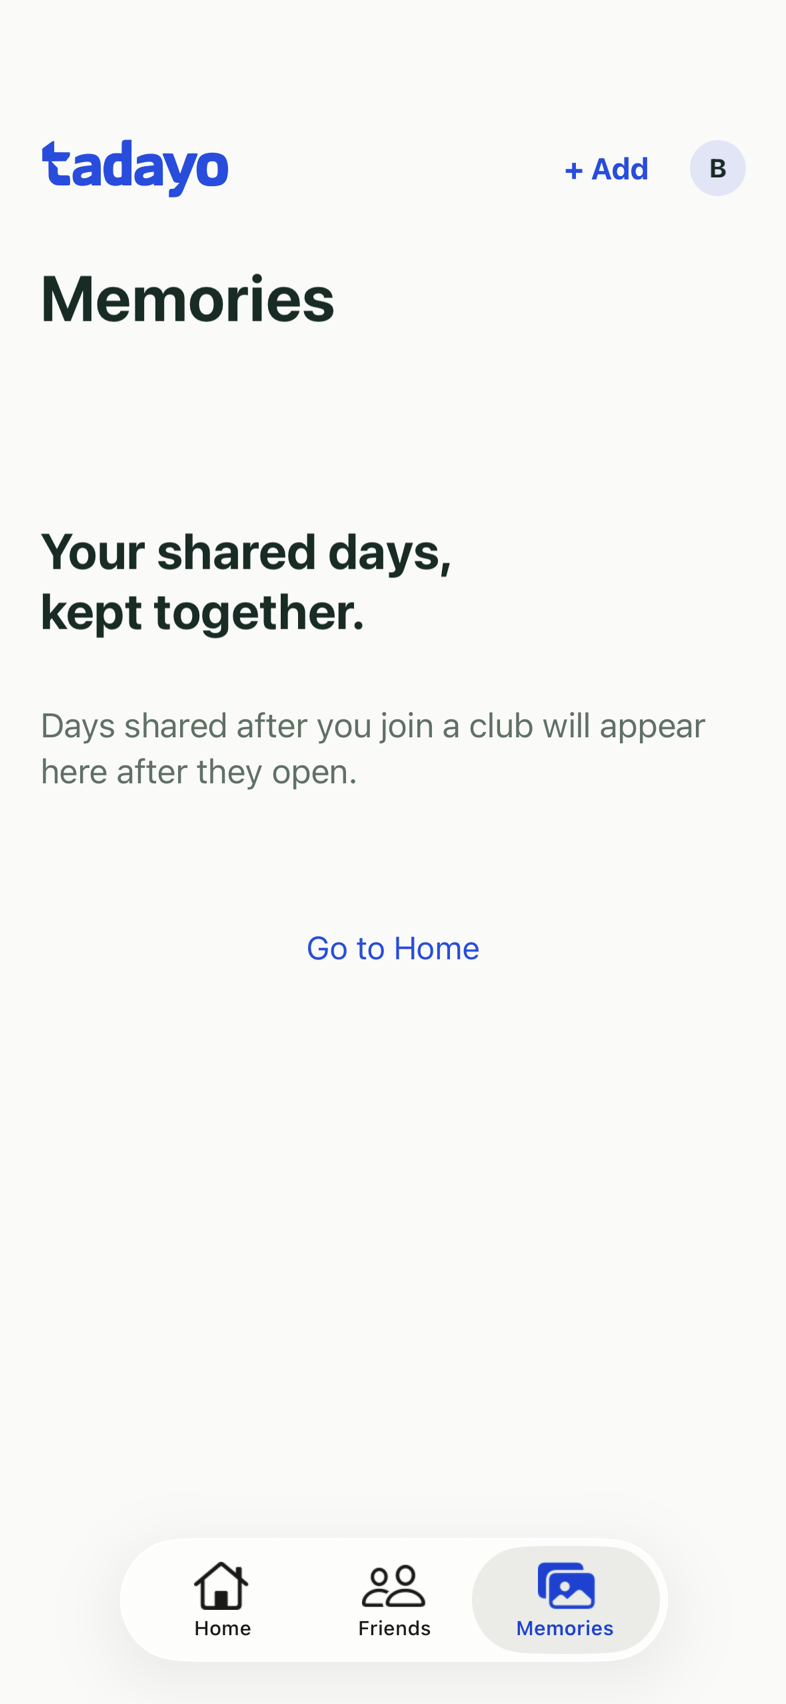 tadayo
+ Add
B
Memories
Your shared days,
kept together.
Days shared after you join a club will appear
here after they open.
Go to Home
Home
Friends
Memories